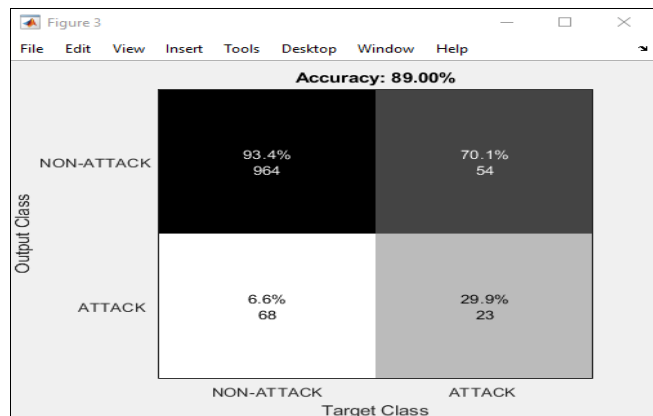 Figure 3
File Edit View Insert Tools Desktop Window Help
Accuracy: 89.00%
Output Class
NON-ATTACK
93.4%
964
70.1%
54
ATTACK
6.6%
68
29.9%
23
NON-ATTACK ATTACK
Target Class